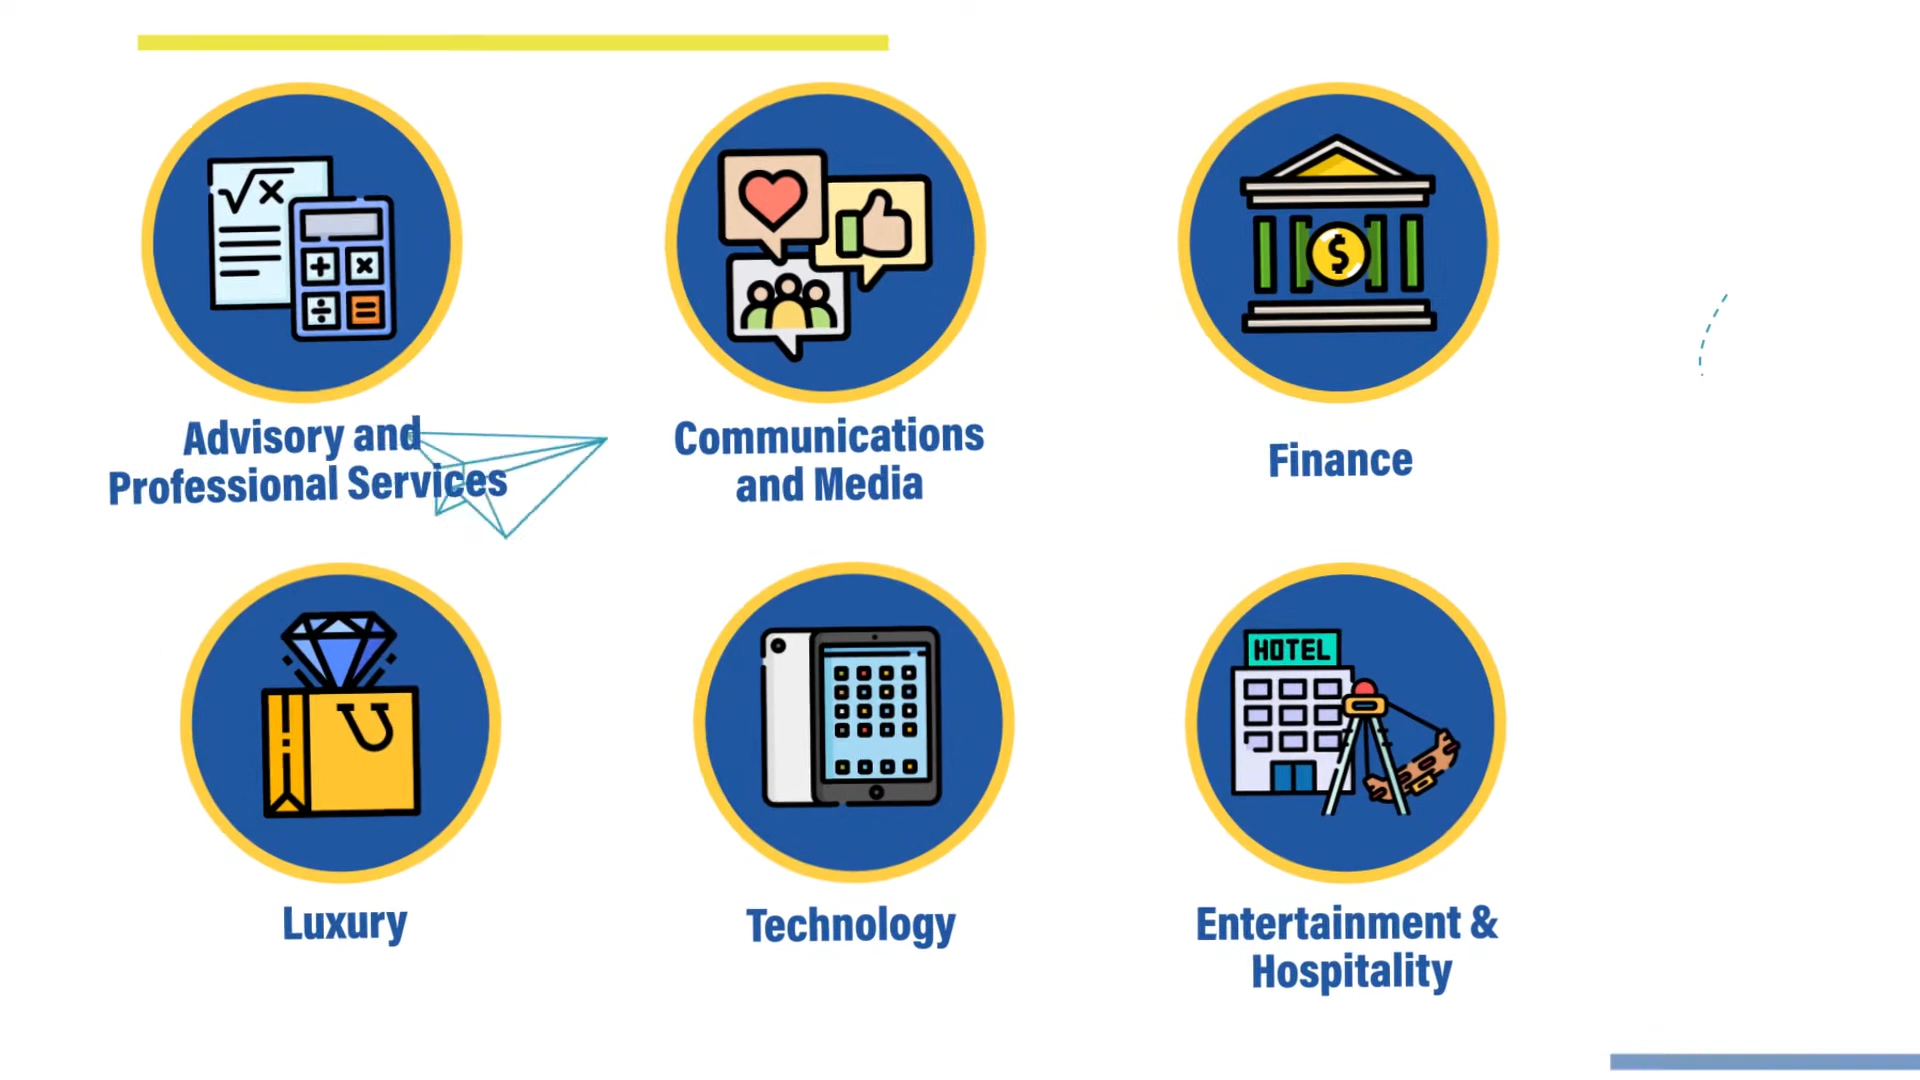 Advisory and
Professional Services
Communications
and Media
Finance
HOTEL
Luxury
Technology
Entertainment &
Hospitality